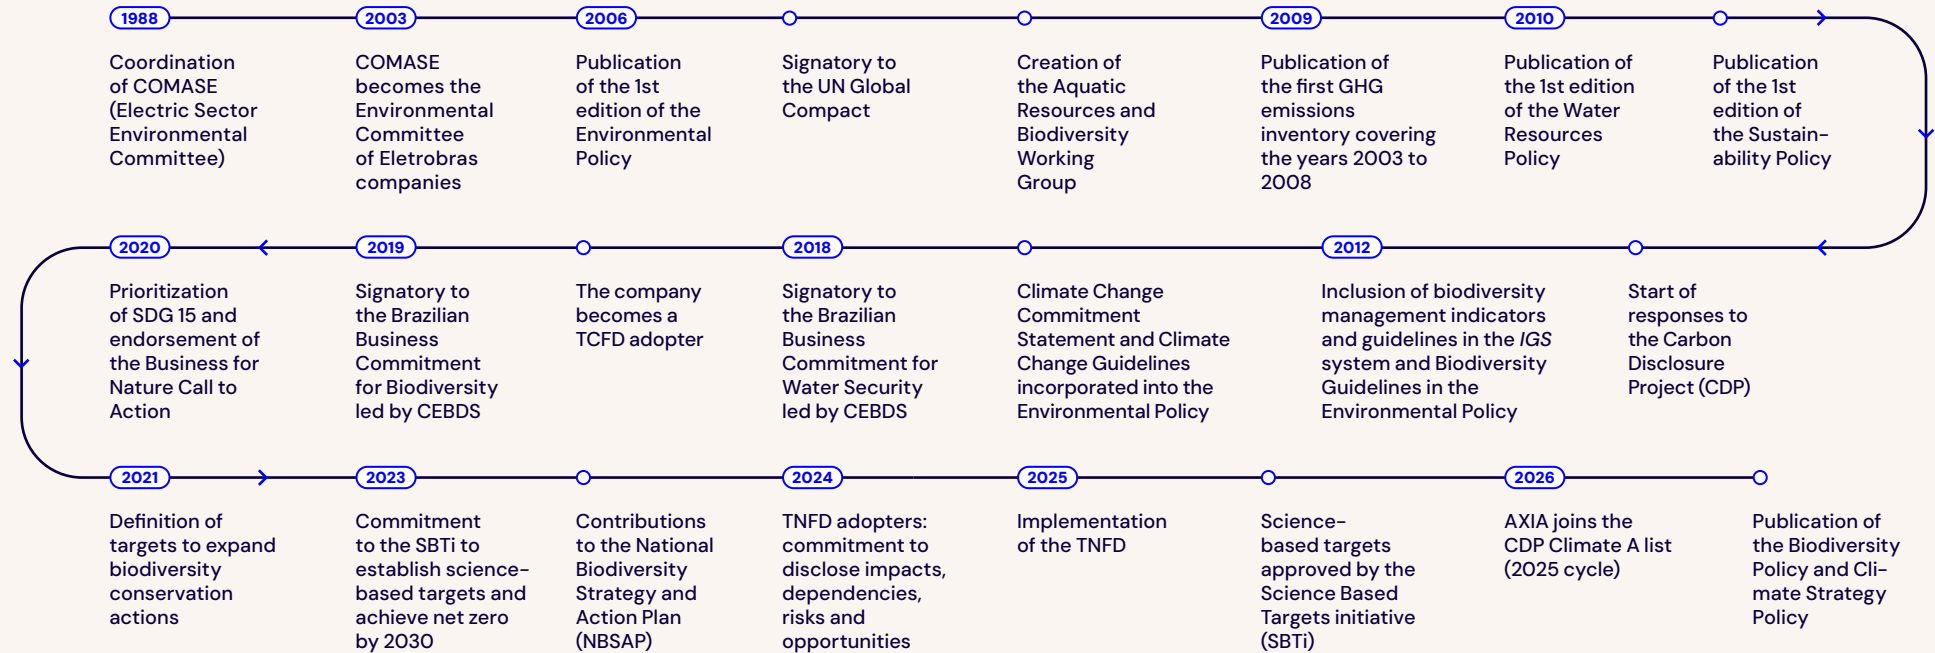 1988
Coordination
of COMASE
(Electric Sector
Environmental
Committee)
2003
COMASE
becomes the
Environmental
Committee
of Eletrobras
companies
2006
Publication
of the 1st
edition of the
Environmental
Policy
Signatory to
the UN Global
Compact
Creation of
the Aquatic
Resources and
Biodiversity
Working
Group
2009
Publication of
the first GHG
emissions
inventory covering
the years 2003 to
2008
2010
Publication of
the 1st edition
of the Water
Resources
Policy
Publication
of the 1st
edition of
the Sustain-
ability Policy
Start of
responses to
the Carbon
Disclosure
Project (CDP)
2012
Inclusion of biodiversity
management indicators
and guidelines in the IGS
system and Biodiversity
Guidelines in the
Environmental Policy
Climate Change
Commitment
Statement and Climate
Change Guidelines
incorporated into the
Environmental Policy
2018
Signatory to
the Brazilian
Business
Commitment for
Water Security
led by CEBDS
The company
becomes a
TCFD adopter
2019
Signatory to
the Brazilian
Business
Commitment
for Biodiversity
led by CEBDS
2020
Prioritization
of SDG 15 and
endorsement of
the Business for
Nature Call to
Action
2021
Definition of
targets to expand
biodiversity
conservation
actions
2023
Commitment
to the SBTi to
establish science-
based targets and
achieve net zero
by 2030
Contributions
to the National
Biodiversity
Strategy and
Action Plan
(NBSAP)
2024
TNFD adopters:
commitment to
disclose impacts,
dependencies,
risks and
opportunities
2025
Implementation
of the TNFD
Science-
based targets
approved by the
Science Based
Targets initiative
(SBTi)
2026
AXIA joins the
CDP Climate A list
(2025 cycle)
Publication of
the Biodiversity
Policy and Cli-
mate Strategy
Policy